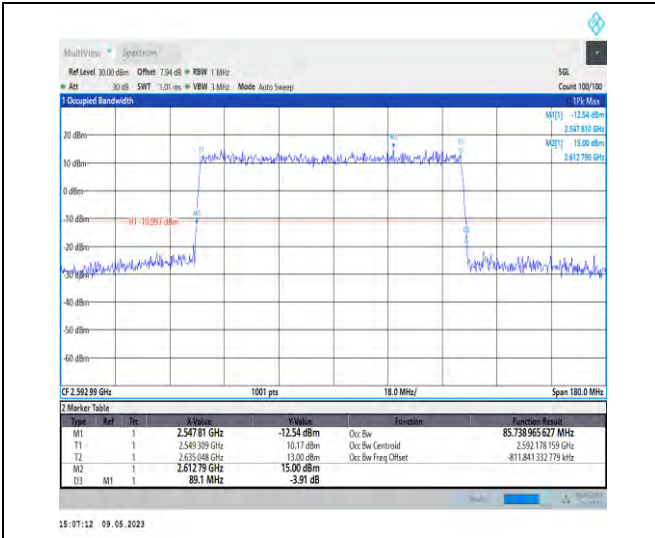 MultiView Spectrum
Ref Level 30.00 dBm Offset 7.94 dB RBW 1 MHz SGL
Att 30 dB SWT 1.01 ms VBW 3 MHz Mode Auto Sweep Count 100/100
1 Occupied Bandwidth 1Pk Max
M1[1] -12.54 dBm
2.547 810 GHz
M2[1] 15.00 dBm
2.612 790 GHz
20 dBm
M2
T1
10 dBm
0 dBm
-10 dBm
M1
H1 -10.997 dBm
-20 dBm
-30 dBm
-40 dBm
-50 dBm
-60 dBm
CF 2.592 99 GHz 1001 pts 18.0 MHz/ Span 180.0 MHz
2 Marker Table
Type Ref Trc X-Value Y-Value Function Function Result
M1 1 2.547 81 GHz -12.54 dBm Occ Bw 85.738 965 627 MHz
T1 1 2.549 309 GHz 10.17 dBm Occ Bw Centroid 2.592 178 159 GHz
T2 1 2.635 048 GHz 13.00 dBm Occ Bw Freq Offset -811.841 332 779 kHz
M2 1 2.612 79 GHz 15.00 dBm
D3 M1 1 89.1 MHz -3.91 dB
15:07:12 09.05.2023